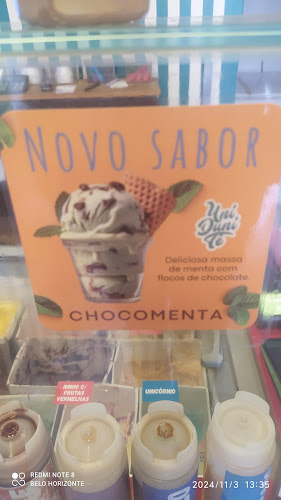 NOVO SABOR
Uni
Duni
Tê
Deliciosa massa
de menta com
flocos de chocolate.
CHOCOMENTA
NINHO C/
FRUTAS
VERMELHAS
UNICÓRNIO
REDMI NOTE 8
BELO HORIZONTE
2024/11/3 13:35